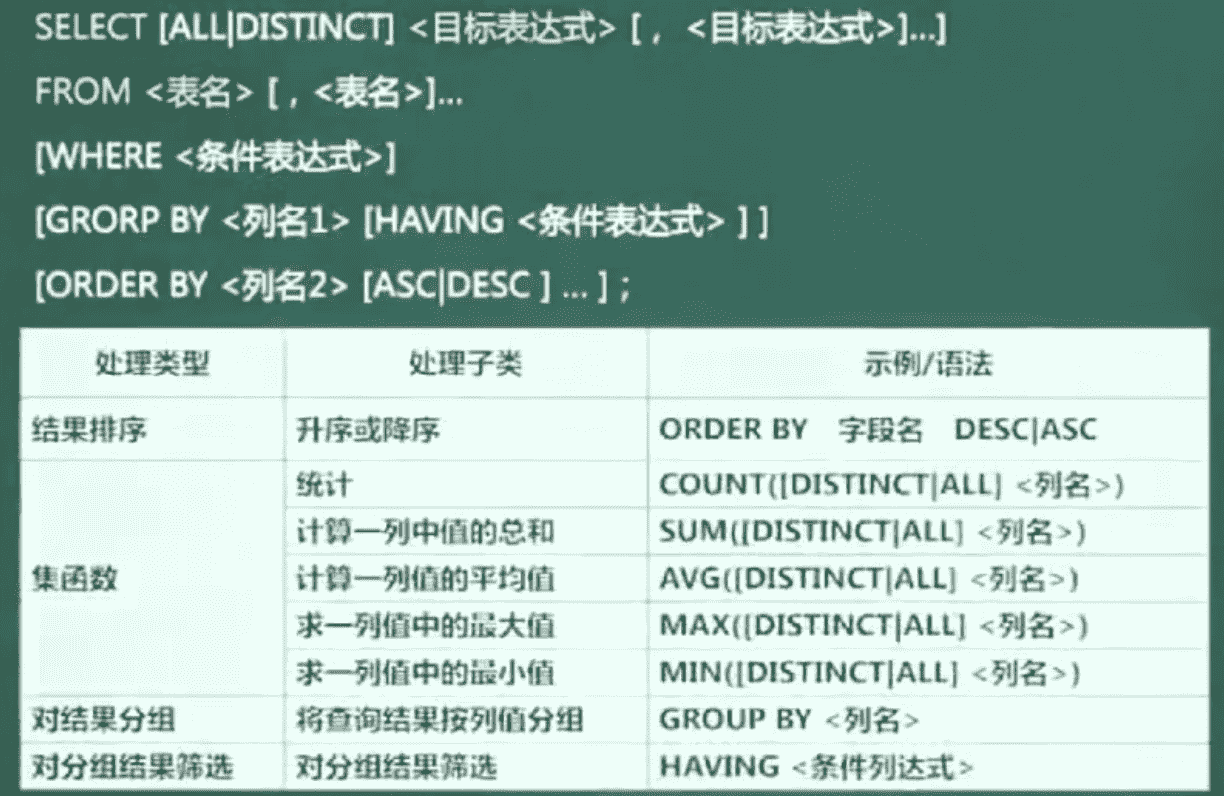 SELECT [ALL|DISTINCT] <目标表达式> [， <目标表达式>]...]
FROM <表名> [，<表名>]...
[WHERE <条件表达式>]
[GRORP BY <列名1> [HAVING <条件表达式> ] ]
[ORDER BY <列名2> [ASC|DESC ] ... ] ；
处理类型 处理子类 示例/语法
结果排序 升序或降序 ORDER BY 字段名 DESC|ASC
统计 COUNT([DISTINCT|ALL] <列名>)
计算一列中值的总和 SUM([DISTINCT|ALL] <列名>)
集函数 计算一列值的平均值 AVG([DISTINCT|ALL] <列名>)
求一列值中的最大值 MAX([DISTINCT|ALL] <列名>)
求一列值中的最小值 MIN([DISTINCT|ALL] <列名>)
对结果分组 将查询结果按列值分组 GROUP BY <列名>
对分组结果筛选 对分组结果筛选 HAVING <条件列达式>